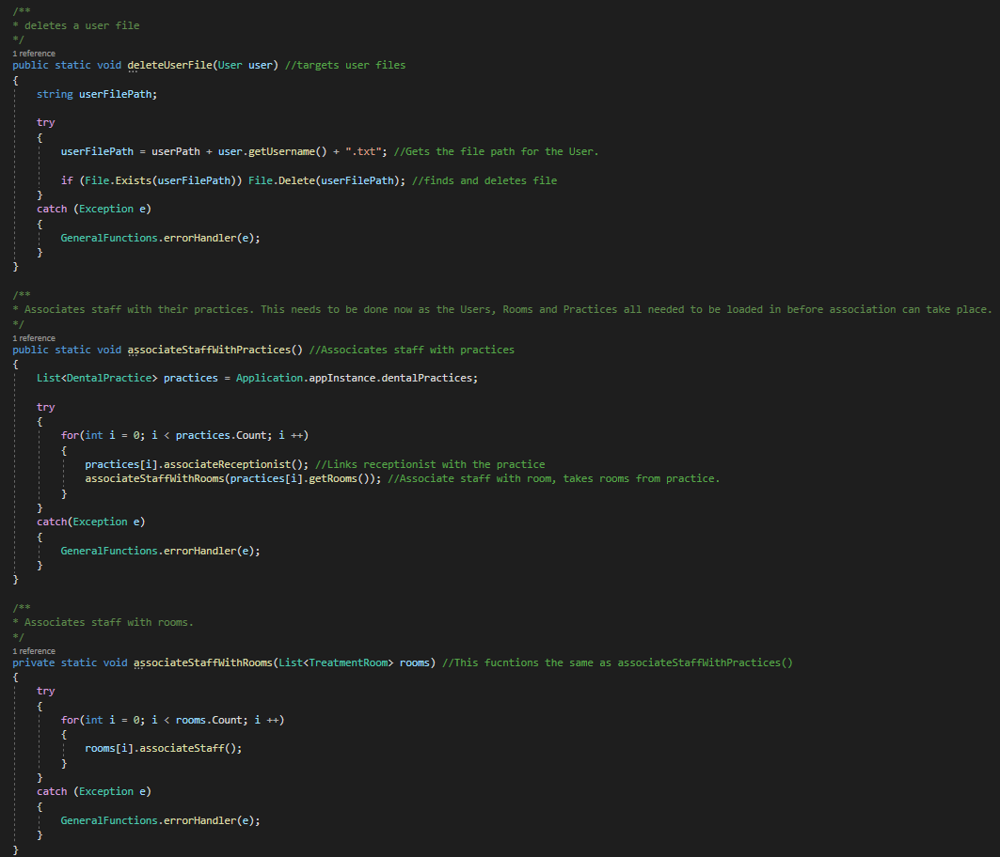 /**
* deletes a user file
*/
1 reference
public static void deleteUserFile(User user) //targets user files
{
string userFilePath;
try
{
userFilePath = userPath + user.getUsername() + ".txt"; //Gets the file path for the User.
if (File.Exists(userFilePath)) File.Delete(userFilePath); //finds and deletes file
}
catch (Exception e)
{
GeneralFunctions.errorHandler(e);
}
}
/**
* Associates staff with their practices. This needs to be done now as the Users, Rooms and Practices all needed to be loaded in before association can take place.
*/
1 reference
public static void associateStaffWithPractices() //Associcates staff with practices
{
List<DentalPractice> practices = Application.appInstance.dentalPractices;
try
{
for(int i = 0; i < practices.Count; i ++)
{
practices[i].associateReceptionist(); //Links receptionist with the practice
associateStaffWithRooms(practices[i].getRooms()); //Associate staff with room, takes rooms from practice.
}
}
catch(Exception e)
{
GeneralFunctions.errorHandler(e);
}
}
/**
* Associates staff with rooms.
*/
1 reference
private static void associateStaffWithRooms(List<TreatmentRoom> rooms) //This fucntions the same as associateStaffWithPractices()
{
try
{
for(int i = 0; i < rooms.Count; i ++)
{
rooms[i].associateStaff();
}
}
catch (Exception e)
{
GeneralFunctions.errorHandler(e);
}
}